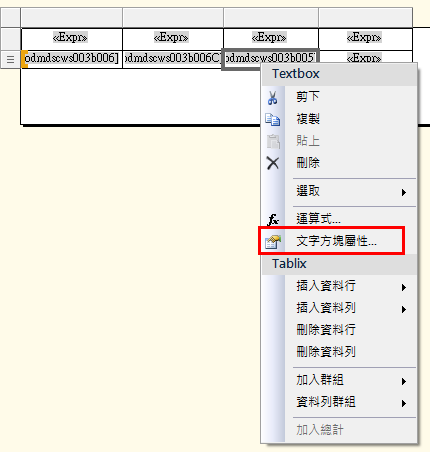 «Expr» «Expr» «Expr» «Expr»
odmdscws003b006] odmdscws003b006C] odmdscws003b005] «Expr»
Textbox
剪下
複製
貼上
刪除
選取
fx 運算式...
文字方塊屬性...
Tablix
插入資料行
插入資料列
刪除資料行
刪除資料列
加入群組
資料列群組
加入總計